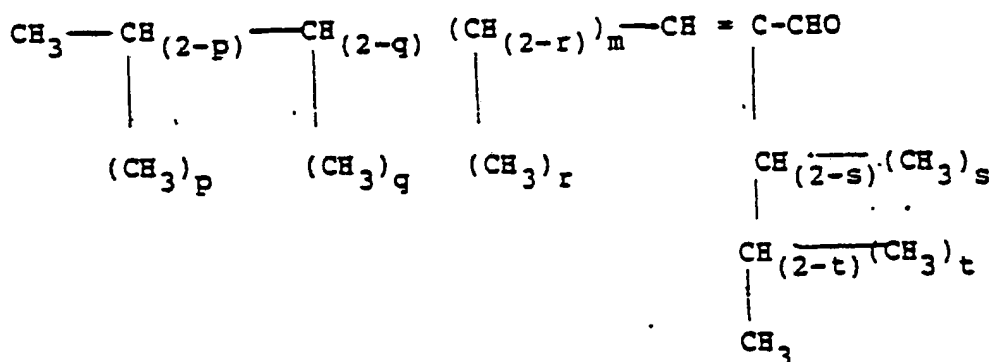 CH3—CH(2-p)—CH(2-q) (CH(2-r))m—CH = C-CHO
(CH3)p (CH3)q (CH3)r
CH(2-s)(CH3)s
CH(2-t)(CH3)t
CH3